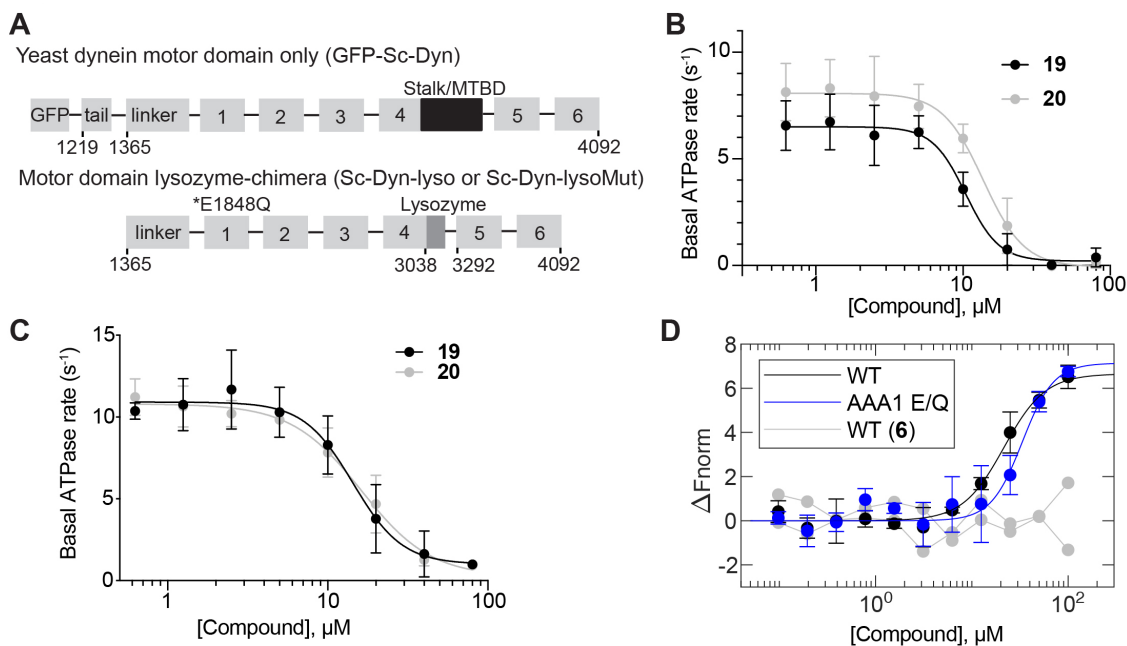 A
Yeast dynein motor domain only (GFP-Sc-Dyn)
Stalk/MTBD
GFP tail linker 1 2 3 4 5 6
1219 1365 4092
Motor domain lysozyme-chimera (Sc-Dyn-lyso or Sc-Dyn-lysoMut)
*E1848Q Lysozyme
linker 1 2 3 4 5 6
1365 3038 3292 4092
B
Basal ATPase rate (s⁻¹)
10
5
0
19
20
1 10 100
[Compound], µM
C
Basal ATPase rate (s⁻¹)
15
10
5
0
19
20
1 10 100
[Compound], µM
D
ΔFnorm
8
6
4
2
0
-2
WT
AAA1 E/Q
WT (6)
10⁰ 10²
[Compound], µM